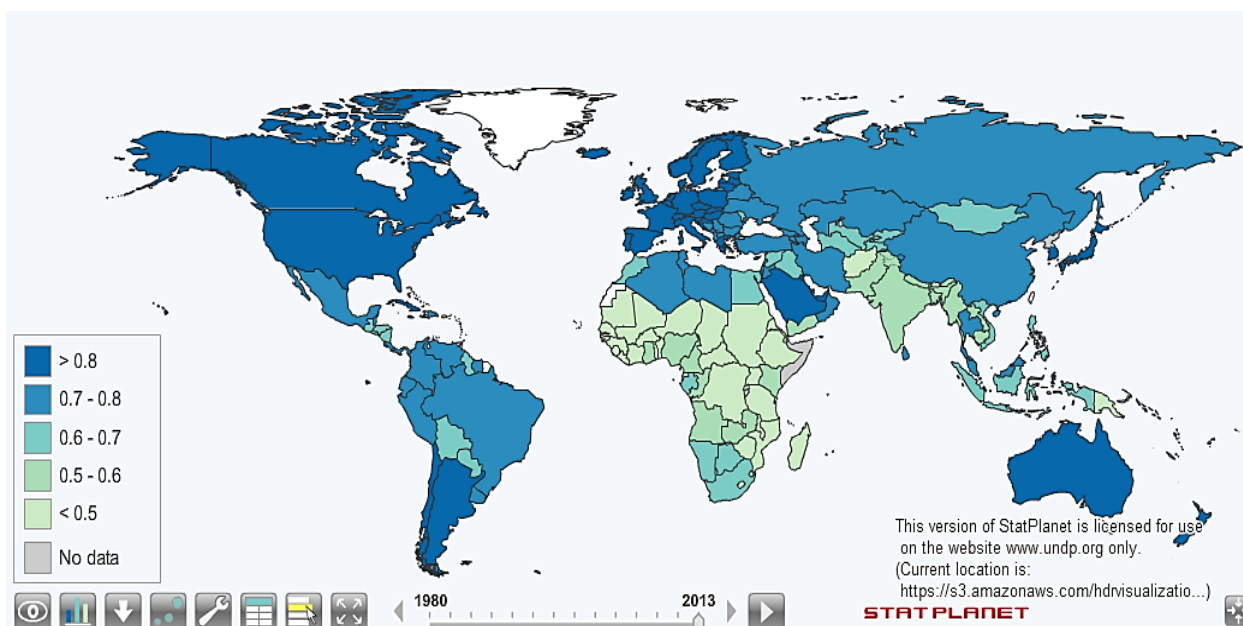 > 0.8
0.7 - 0.8
0.6 - 0.7
0.5 - 0.6
< 0.5
No data
This version of StatPlanet is licensed for use
on the website www.undp.org only.
(Current location is:
https://s3.amazonaws.com/hdrvisualizatio...)
1980
2013
STATPLANET